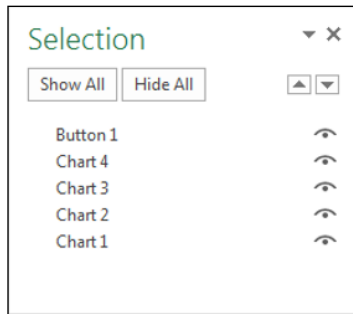 Selection
Show All Hide All
Button 1
Chart 4
Chart 3
Chart 2
Chart 1